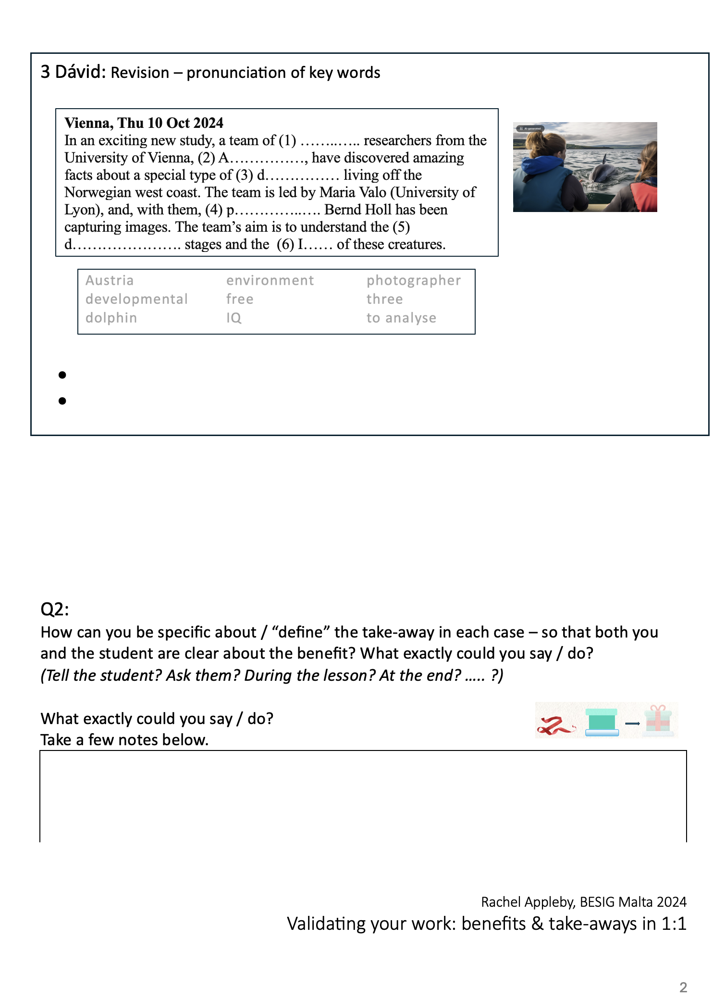 3 Dávid: Revision – pronunciation of key words
Vienna, Thu 10 Oct 2024
In an exciting new study, a team of (1) ……..….. researchers from the
University of Vienna, (2) A……………, have discovered amazing
facts about a special type of (3) d…………… living off the
Norwegian west coast. The team is led by Maria Valo (University of
Lyon), and, with them, (4) p…………..…. Bernd Holl has been
capturing images. The team’s aim is to understand the (5)
d…………………. stages and the (6) I…… of these creatures.
AI-generated
Austria environment photographer
developmental free three
dolphin IQ to analyse
•
•
Q2:
How can you be specific about / “define” the take-away in each case – so that both you
and the student are clear about the benefit? What exactly could you say / do?
(Tell the student? Ask them? During the lesson? At the end? ….. ?)
What exactly could you say / do?
Take a few notes below.
Rachel Appleby, BESIG Malta 2024
Validating your work: benefits & take-aways in 1:1
2